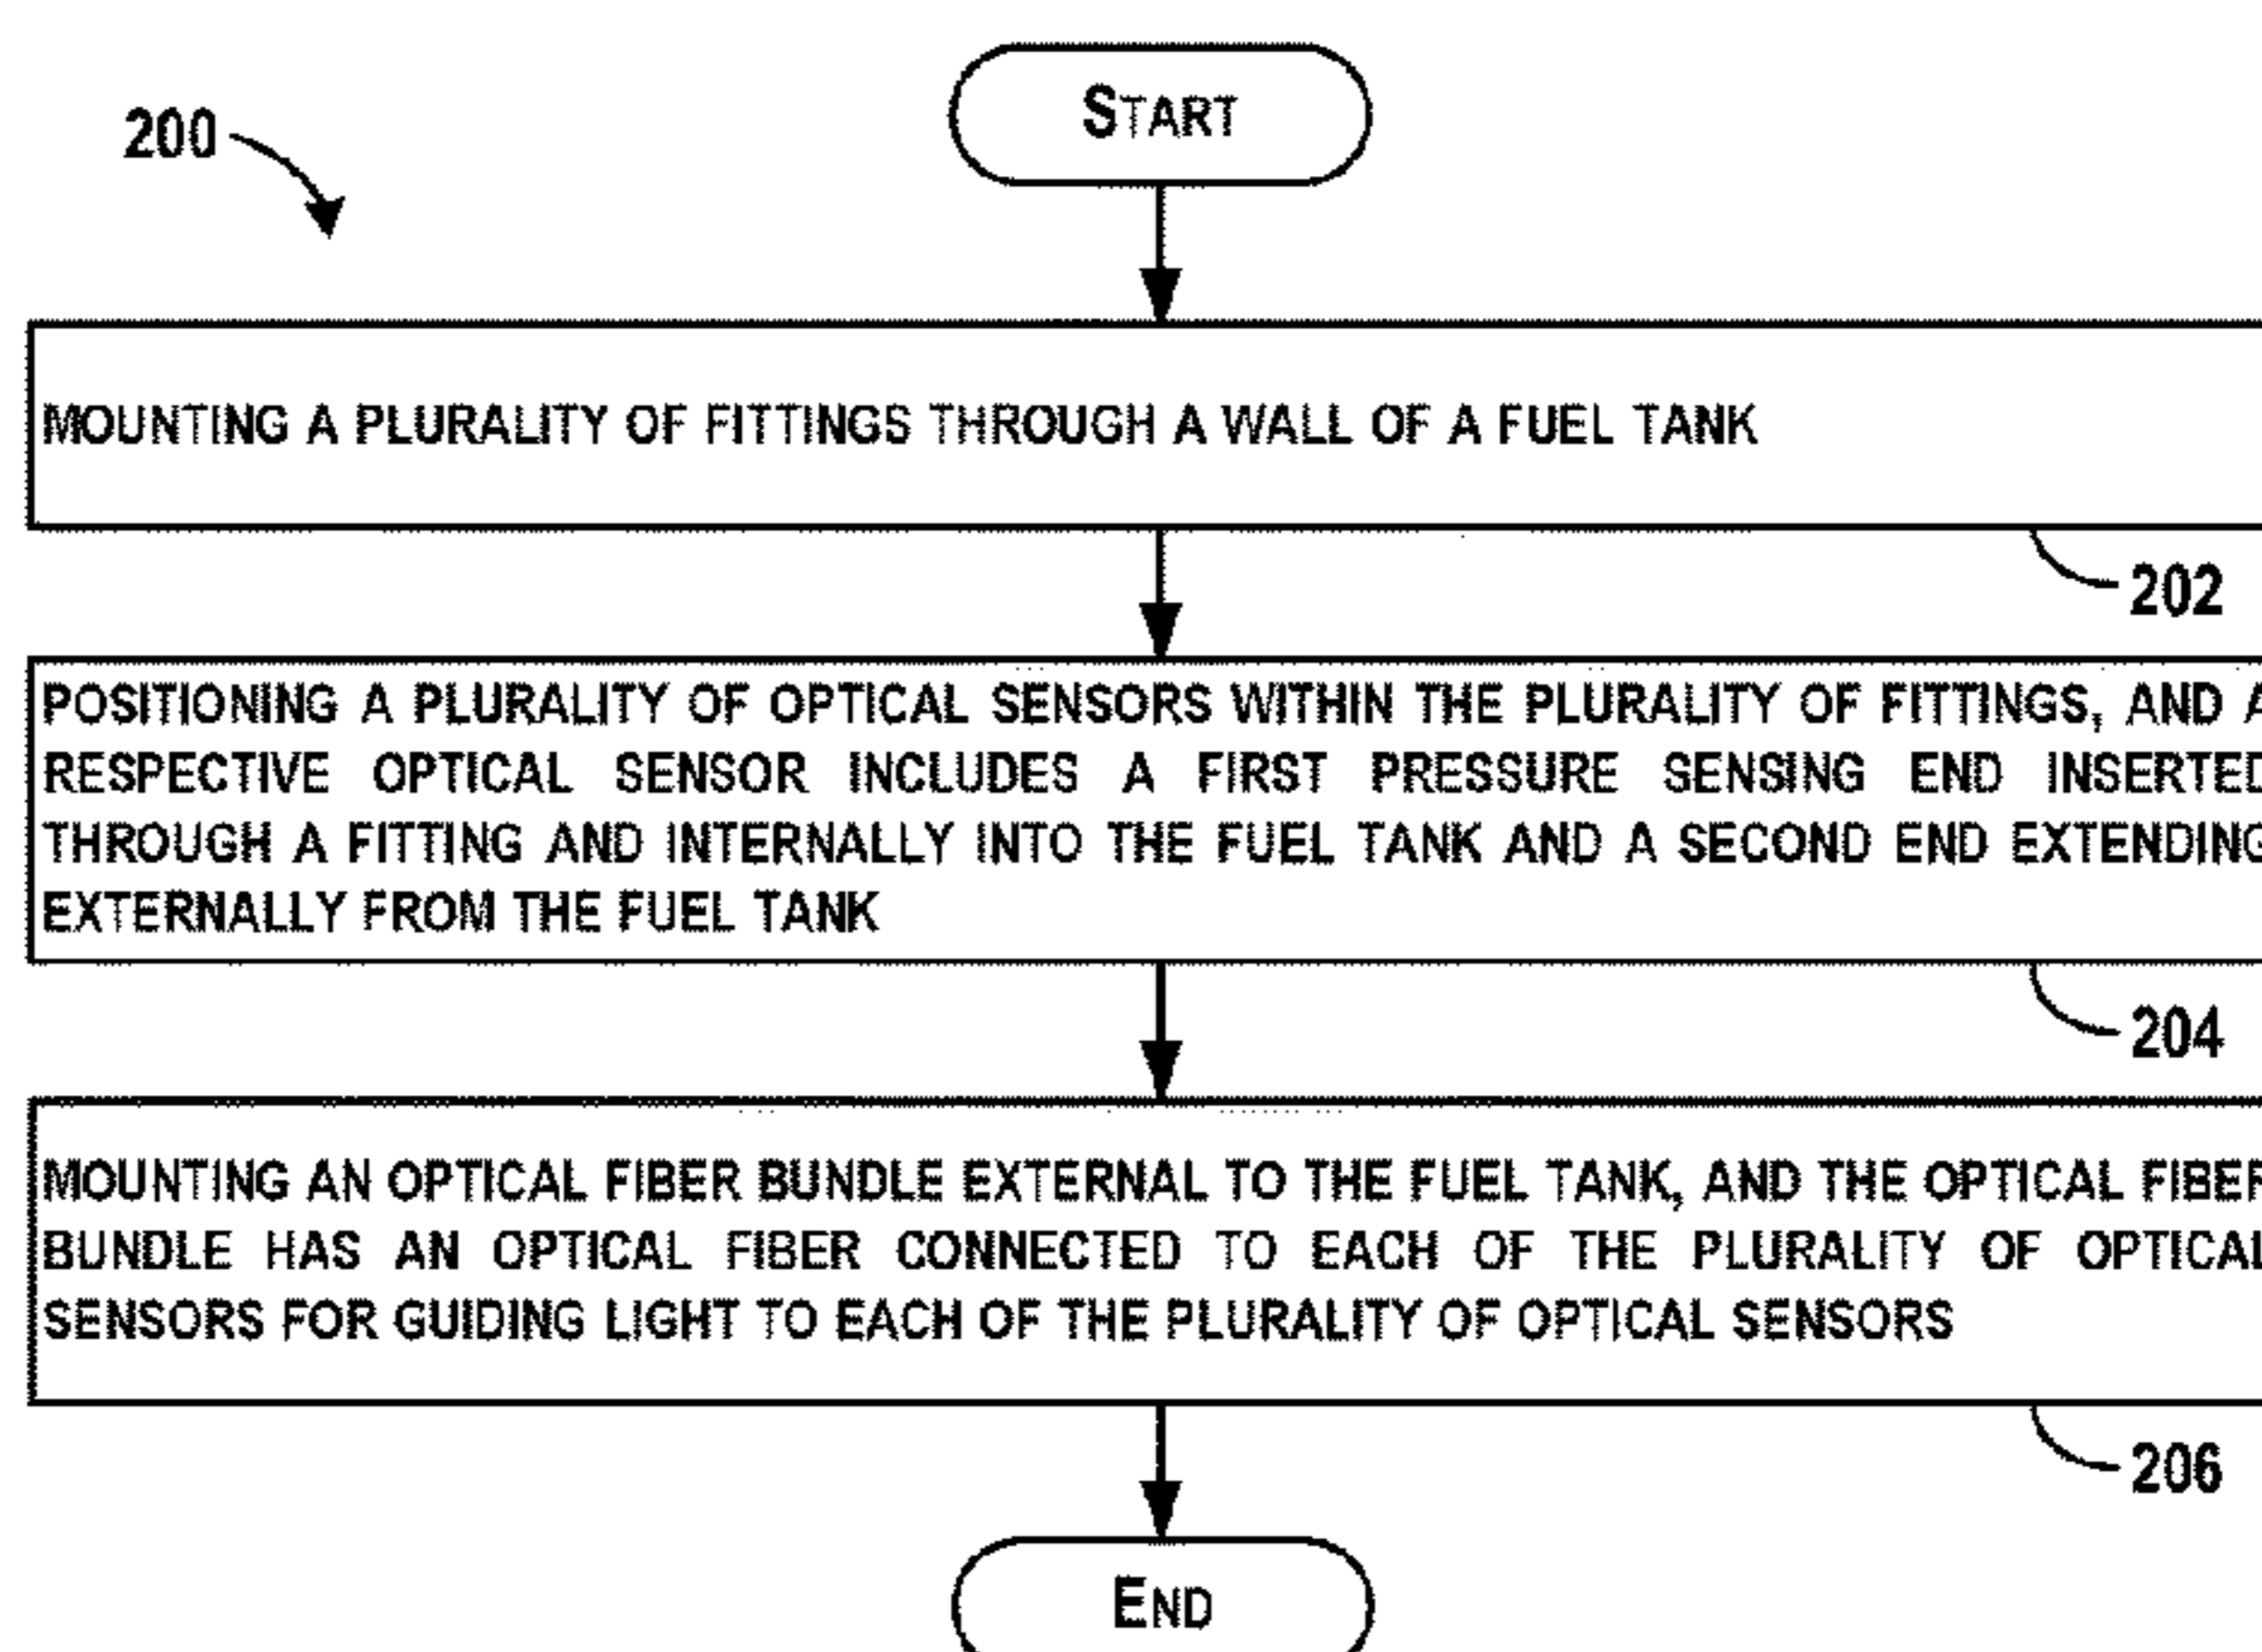 START
200
MOUNTING A PLURALITY OF FITTINGS THROUGH A WALL OF A FUEL TANK
202
POSITIONING A PLURALITY OF OPTICAL SENSORS WITHIN THE PLURALITY OF FITTINGS, AND A
RESPECTIVE OPTICAL SENSOR INCLUDES A FIRST PRESSURE SENSING END INSERTED
THROUGH A FITTING AND INTERNALLY INTO THE FUEL TANK AND A SECOND END EXTENDING
EXTERNALLY FROM THE FUEL TANK
204
MOUNTING AN OPTICAL FIBER BUNDLE EXTERNAL TO THE FUEL TANK, AND THE OPTICAL FIBER
BUNDLE HAS AN OPTICAL FIBER CONNECTED TO EACH OF THE PLURALITY OF OPTICAL
SENSORS FOR GUIDING LIGHT TO EACH OF THE PLURALITY OF OPTICAL SENSORS
206
END